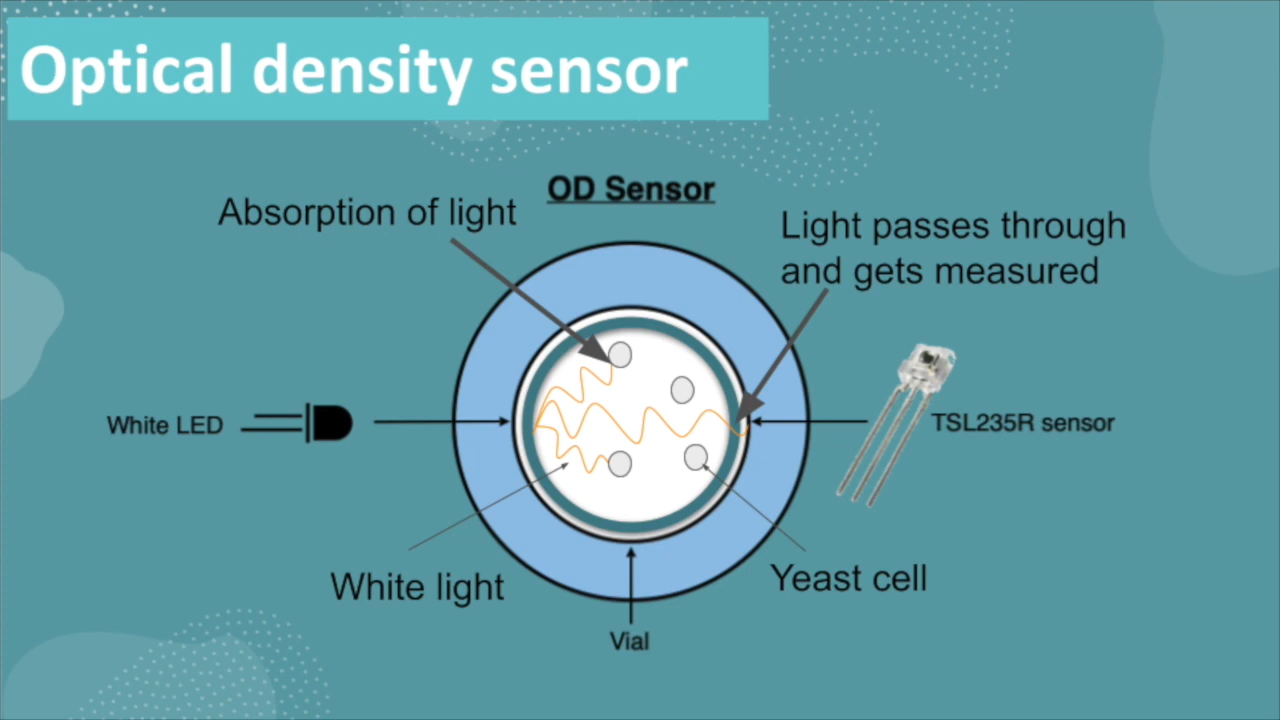 Optical density sensor
OD Sensor
Absorption of light
Light passes through
and gets measured
White LED
TSL235R sensor
White light
Yeast cell
Vial